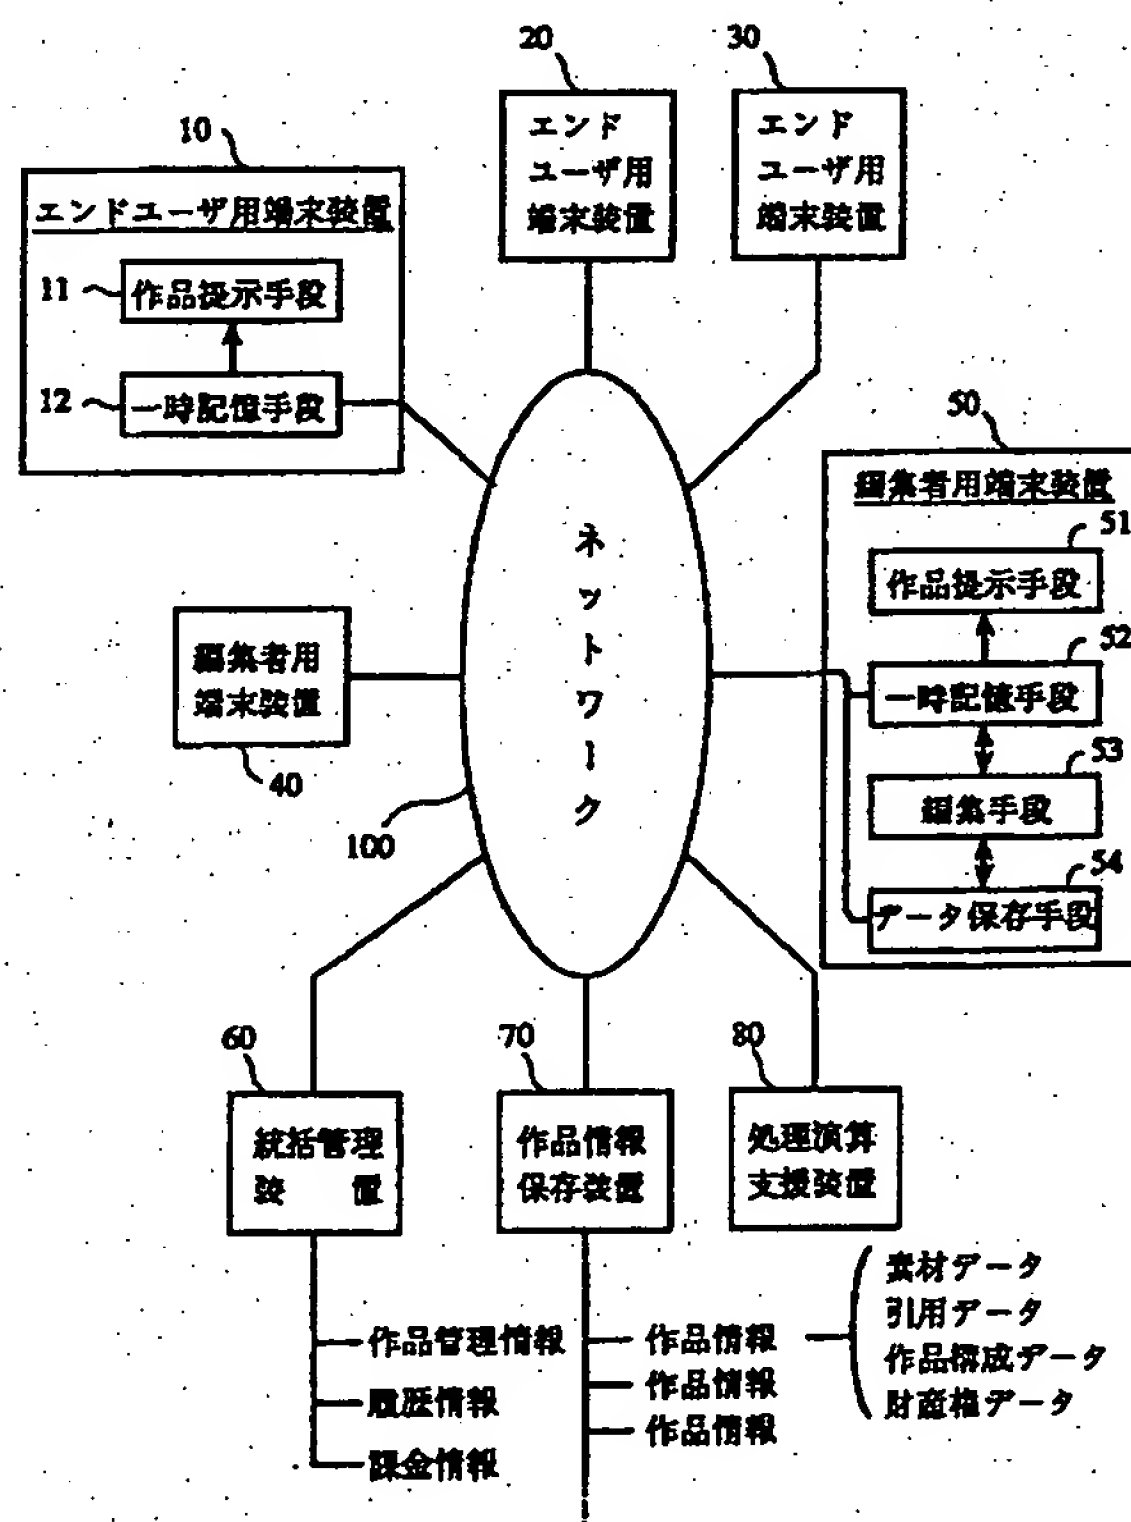 20
30
エンド
ユーザ用
端末装置
エンド
ユーザ用
端末装置
10
エンドユーザ用端末装置
11
作品提示手段
12
一時記憶手段
50
編集者用端末装置
51
作品提示手段
52
一時記憶手段
53
編集手段
54
データ保存手段
ネットワーク
編集者用
端末装置
40
100
60
統括管理
装 置
70
作品情報
保存装置
80
処理演算
支援装置
作品管理情報
履歴情報
課金情報
作品情報
作品情報
作品情報
素材データ
引用データ
作品構成データ
財産権データ